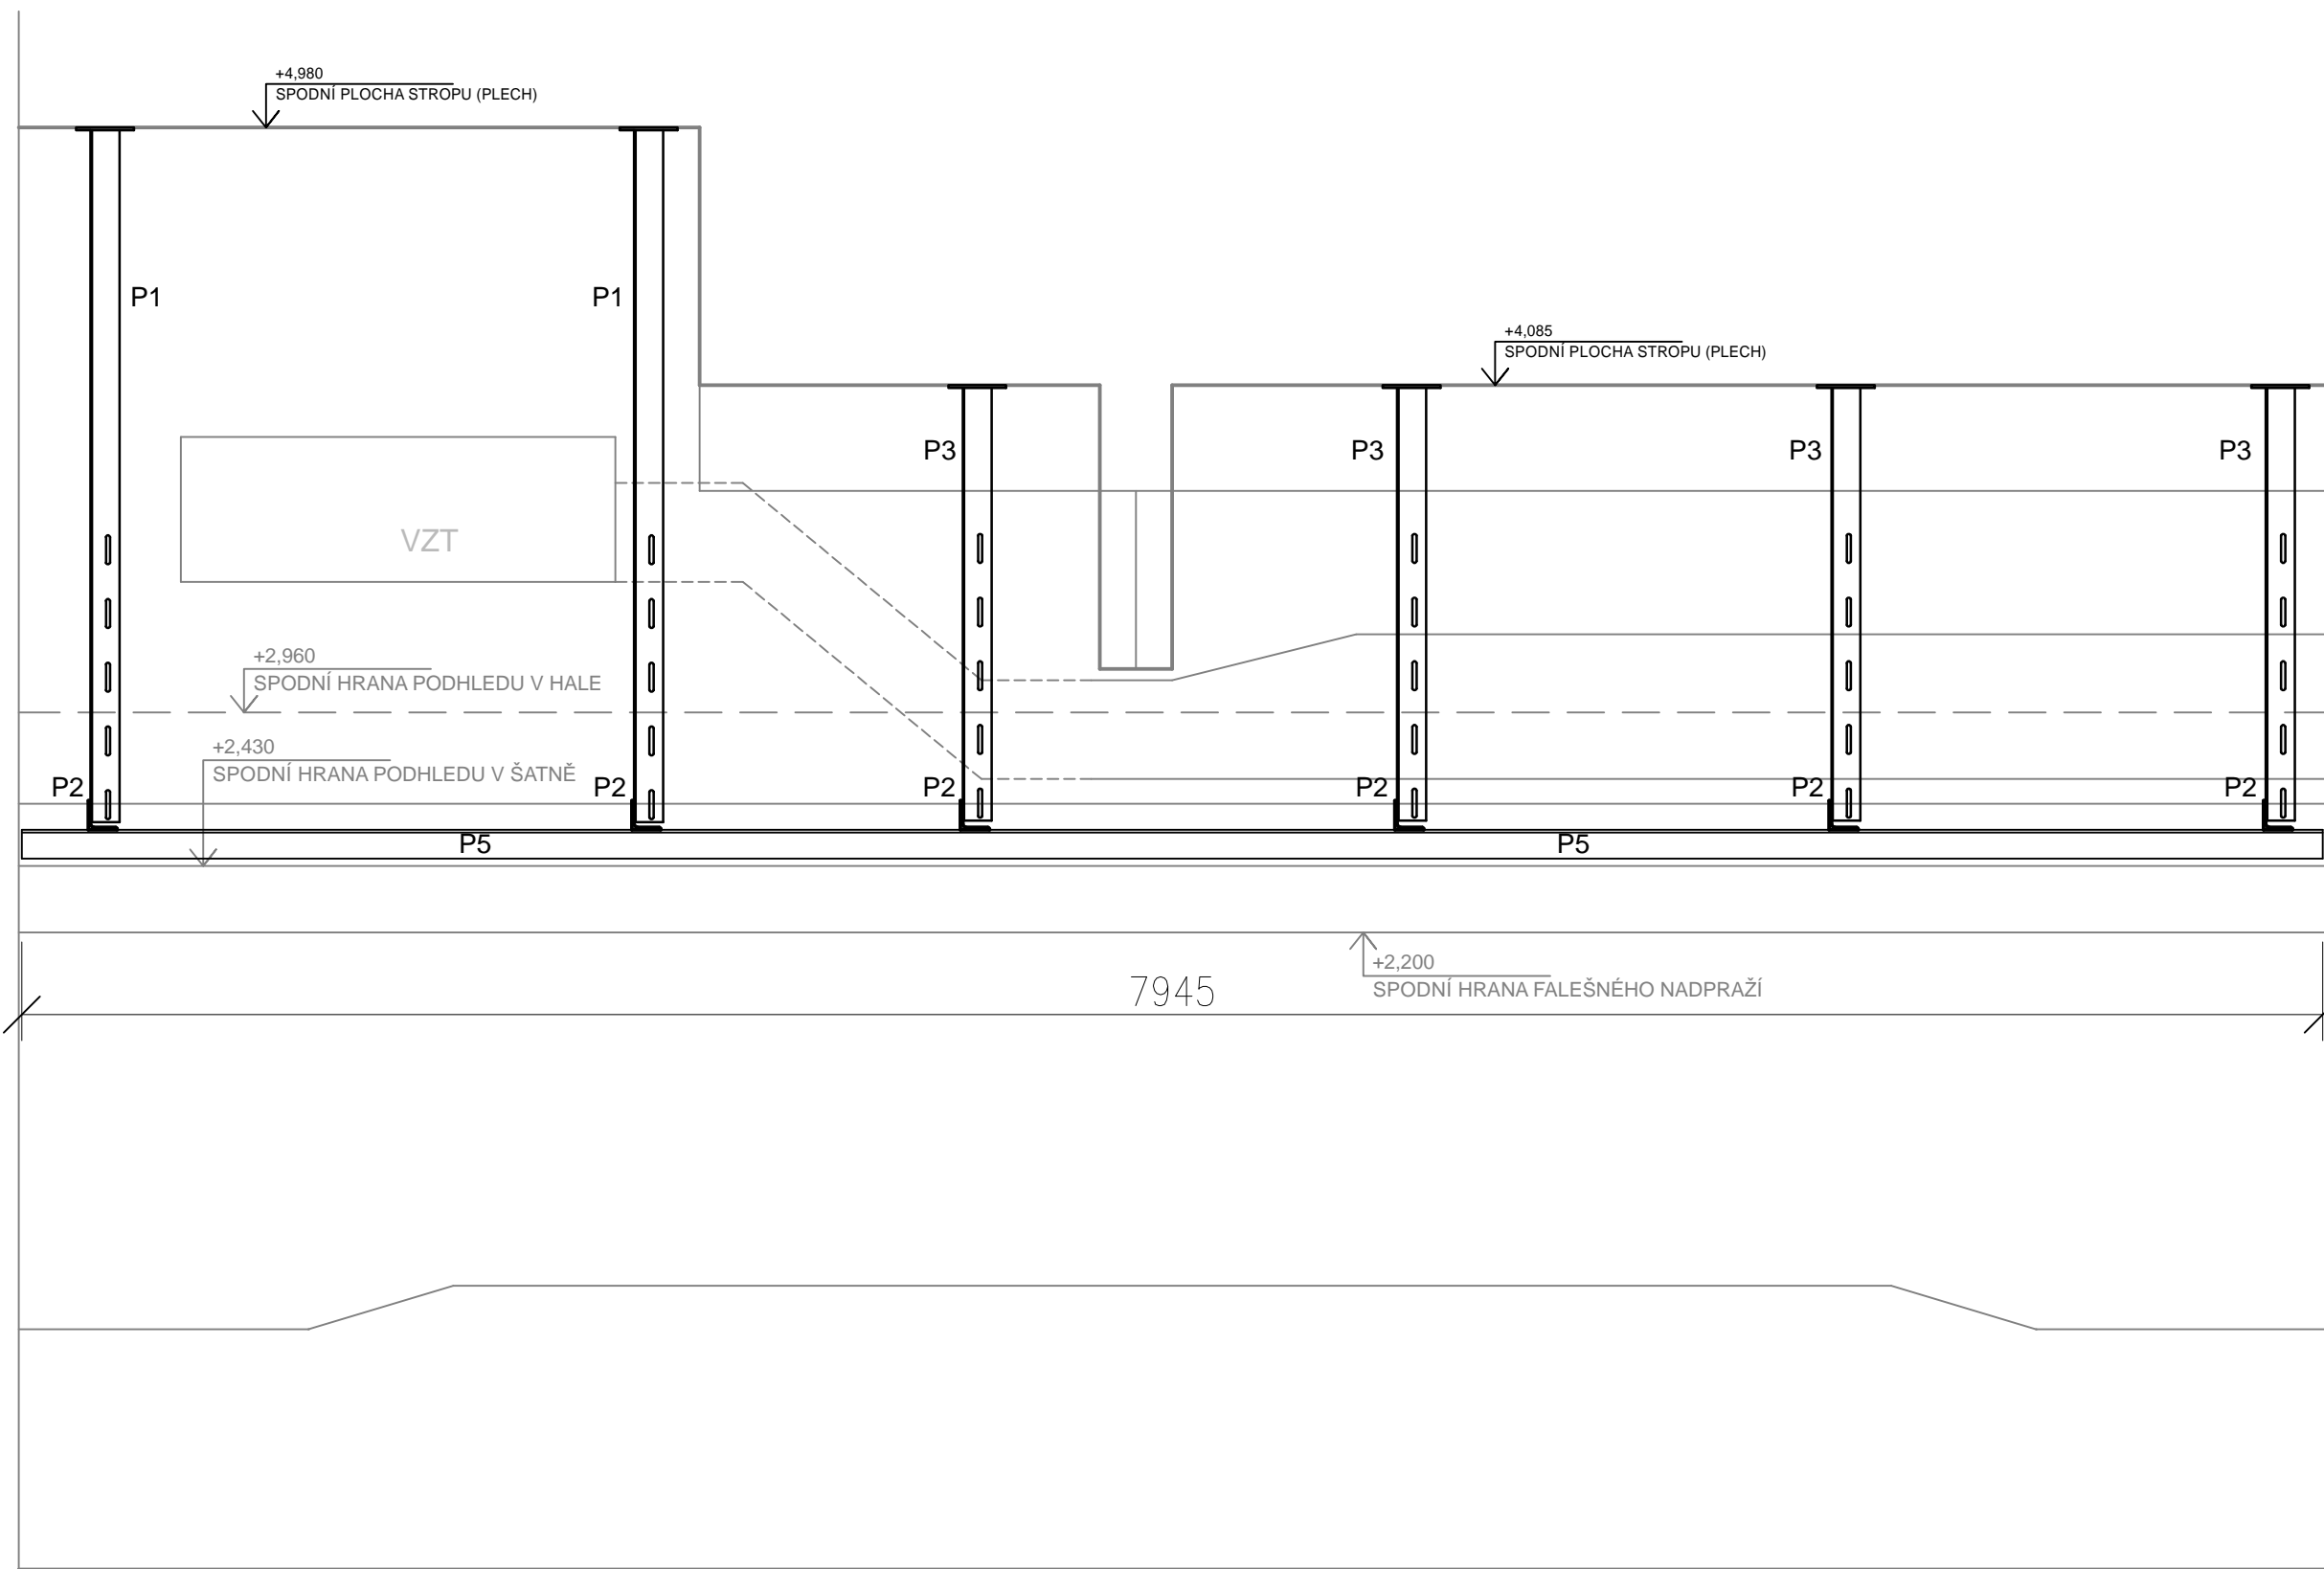 +4,980
SPODNÍ PLOCHA STROPU (PLECH)
P1
P1
+4,085
SPODNÍ PLOCHA STROPU (PLECH)
P3
P3
P3
P3
VZT
+2,960
SPODNÍ HRANA PODHLEDU V HALE
+2,430
SPODNÍ HRANA PODHLEDU V ŠATNĚ
P2
P2
P2
P2
P2
P2
P5
P5
+2,200
SPODNÍ HRANA FALEŠNÉHO NADPRAŽÍ
7945